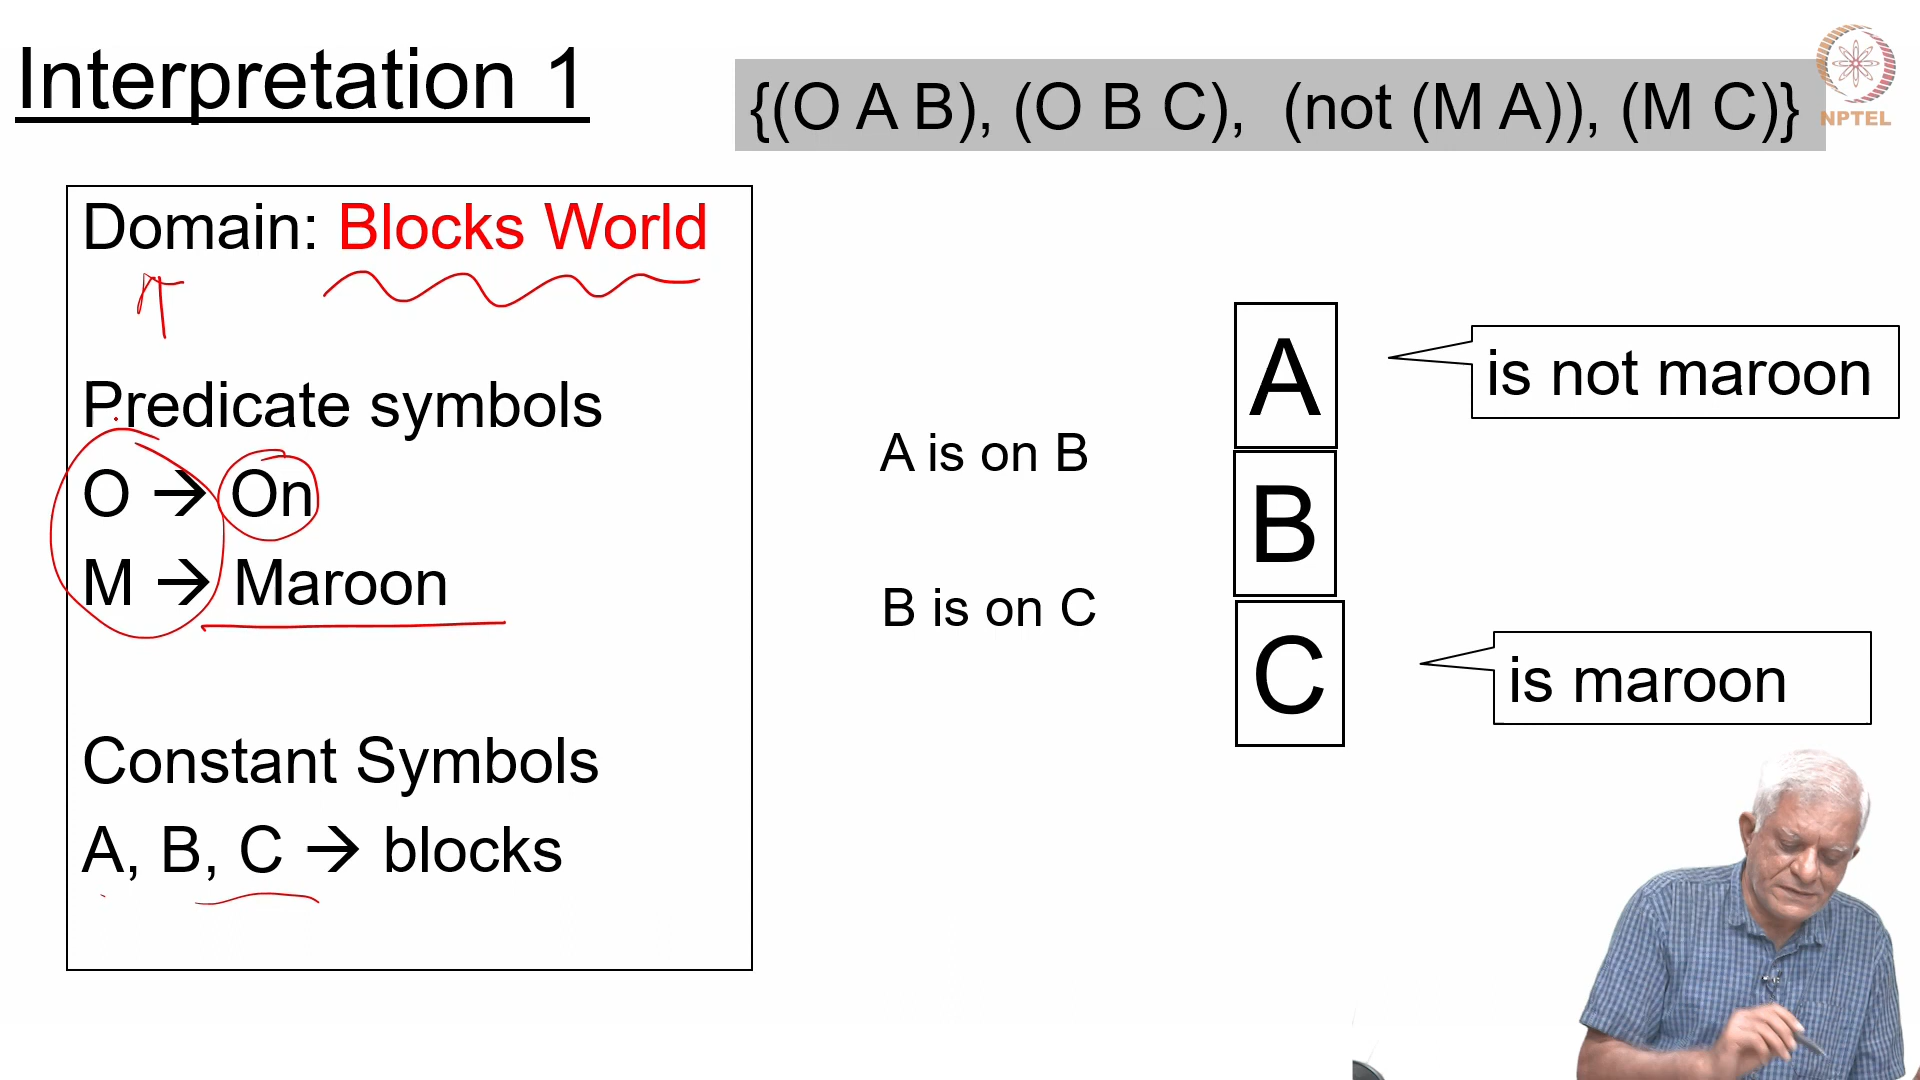 Interpretation 1
{(O A B), (O B C), (not (M A)), (M C)}
NPTEL
Domain: Blocks World
Predicate symbols
O → On
M → Maroon
Constant Symbols
A, B, C → blocks
A is on B
B is on C
A
B
C
is not maroon
is maroon